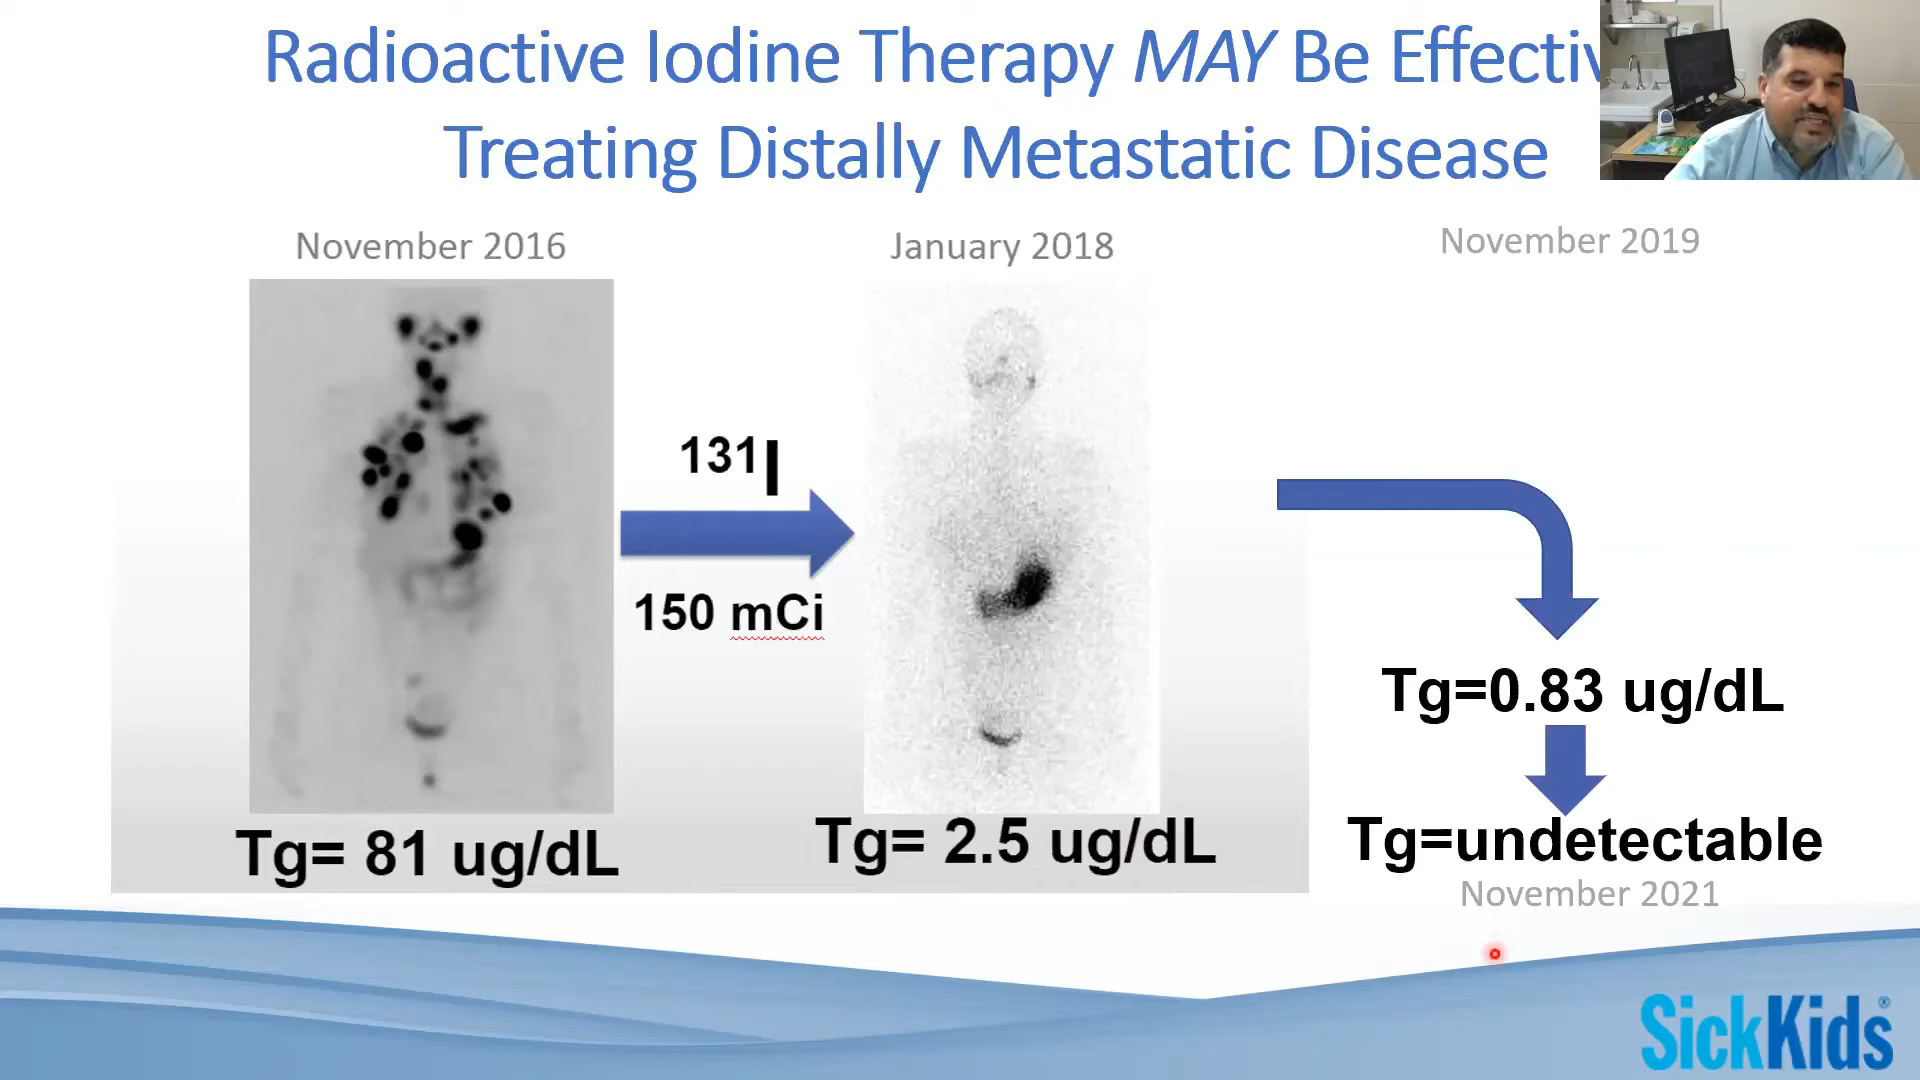 Radioactive Iodine Therapy MAY Be Effectiv
Treating Distally Metastatic Disease
November 2016
January 2018
November 2019
131I
150 mCi
Tg= 81 ug/dL
Tg= 2.5 ug/dL
Tg=0.83 ug/dL
Tg=undetectable
November 2021
SickKids®